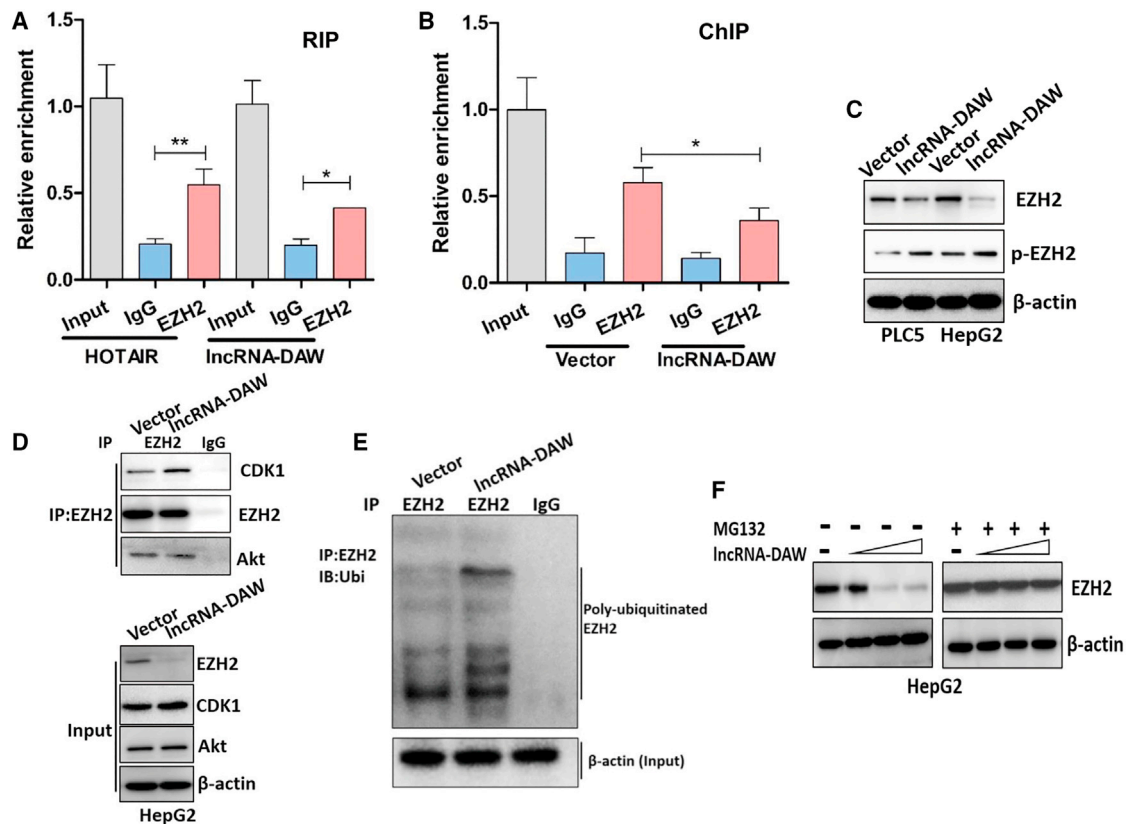 A
RIP
Relative enrichment
1.5
1.0
0.5
0.0
**
*
Input IgG EZH2 Input IgG EZH2
HOTAIR lncRNA-DAW
B
ChIP
Relative enrichment
1.5
1.0
0.5
0.0
*
Input IgG EZH2 IgG EZH2
Vector lncRNA-DAW
C
Vector lncRNA-DAW Vector lncRNA-DAW
EZH2
p-EZH2
β-actin
PLC5 HepG2
D
Vector lncRNA-DAW
IP EZH2 IgG
CDK1
IP:EZH2 EZH2
Akt
Vector lncRNA-DAW
EZH2
CDK1
Input
Akt
β-actin
HepG2
E
Vector lncRNA-DAW
IP EZH2 EZH2 IgG
IP:EZH2
IB:Ubi
Poly-ubiquitinated
EZH2
β-actin (Input)
F
MG132 - - - - + + + +
lncRNA-DAW - -
EZH2
β-actin
HepG2